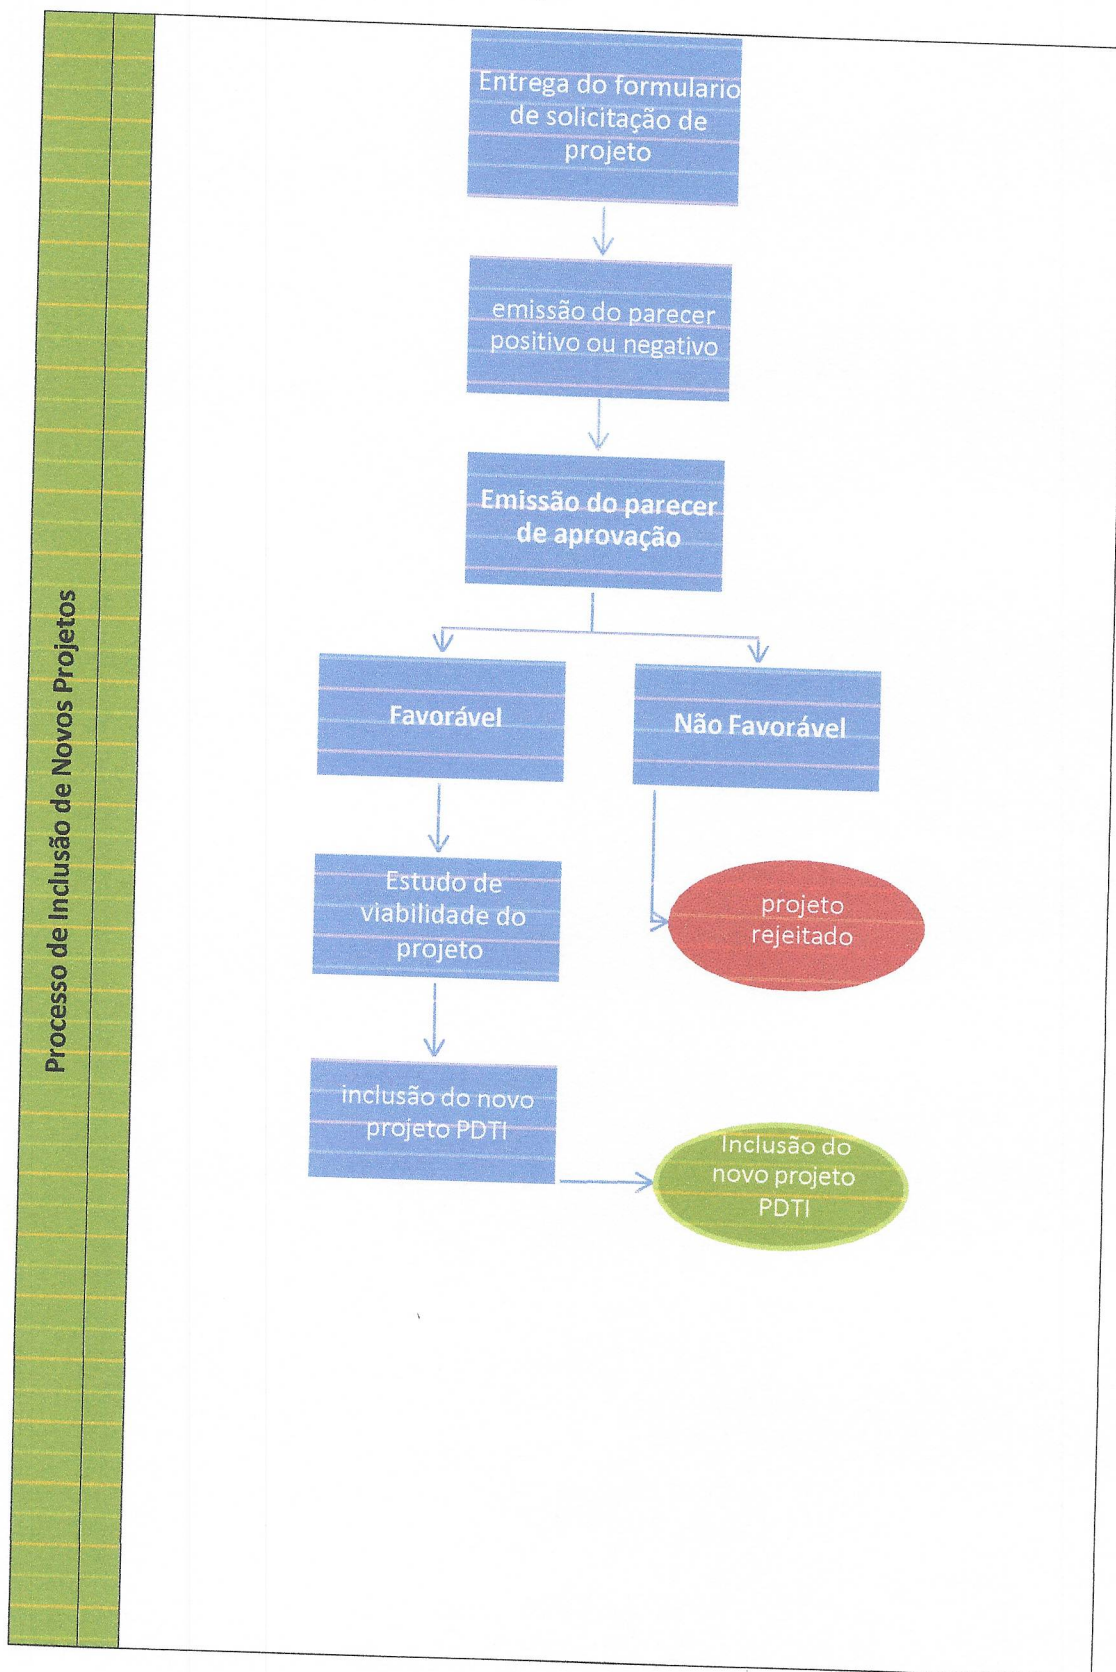 Processo de Inclusão de Novos Projetos
Entrega do formulario
de solicitação de
projeto
emissão do parecer
positivo ou negativo
Emissão do parecer
de aprovação
Favorável
Não Favorável
Estudo de
viabilidade do
projeto
projeto
rejeitado
inclusão do novo
projeto PDTI
Inclusão do
novo projeto
PDTI